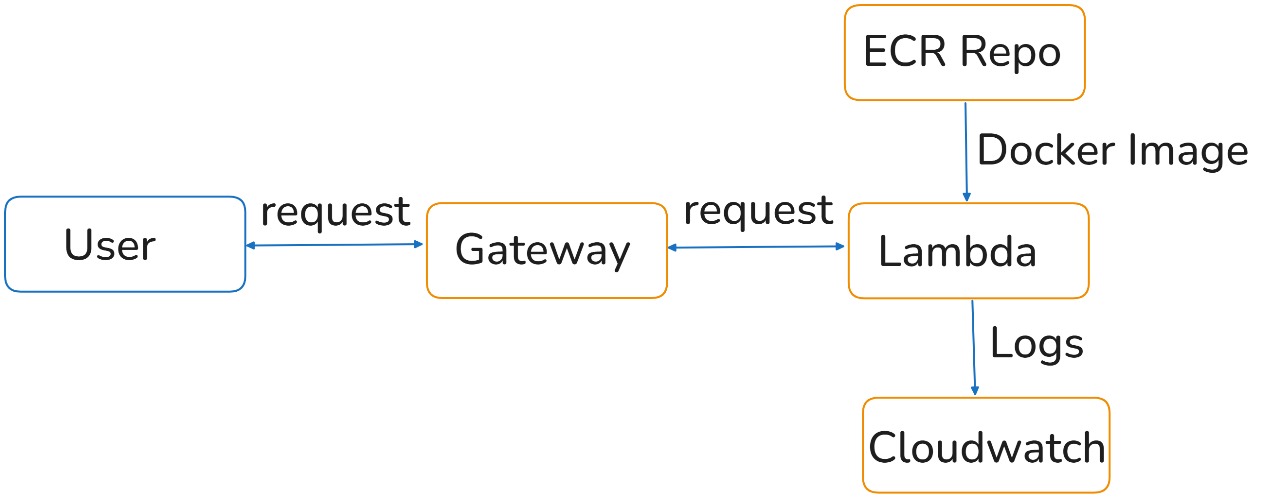 ECR Repo
Docker Image
request
request
User
Gateway
Lambda
Logs
Cloudwatch